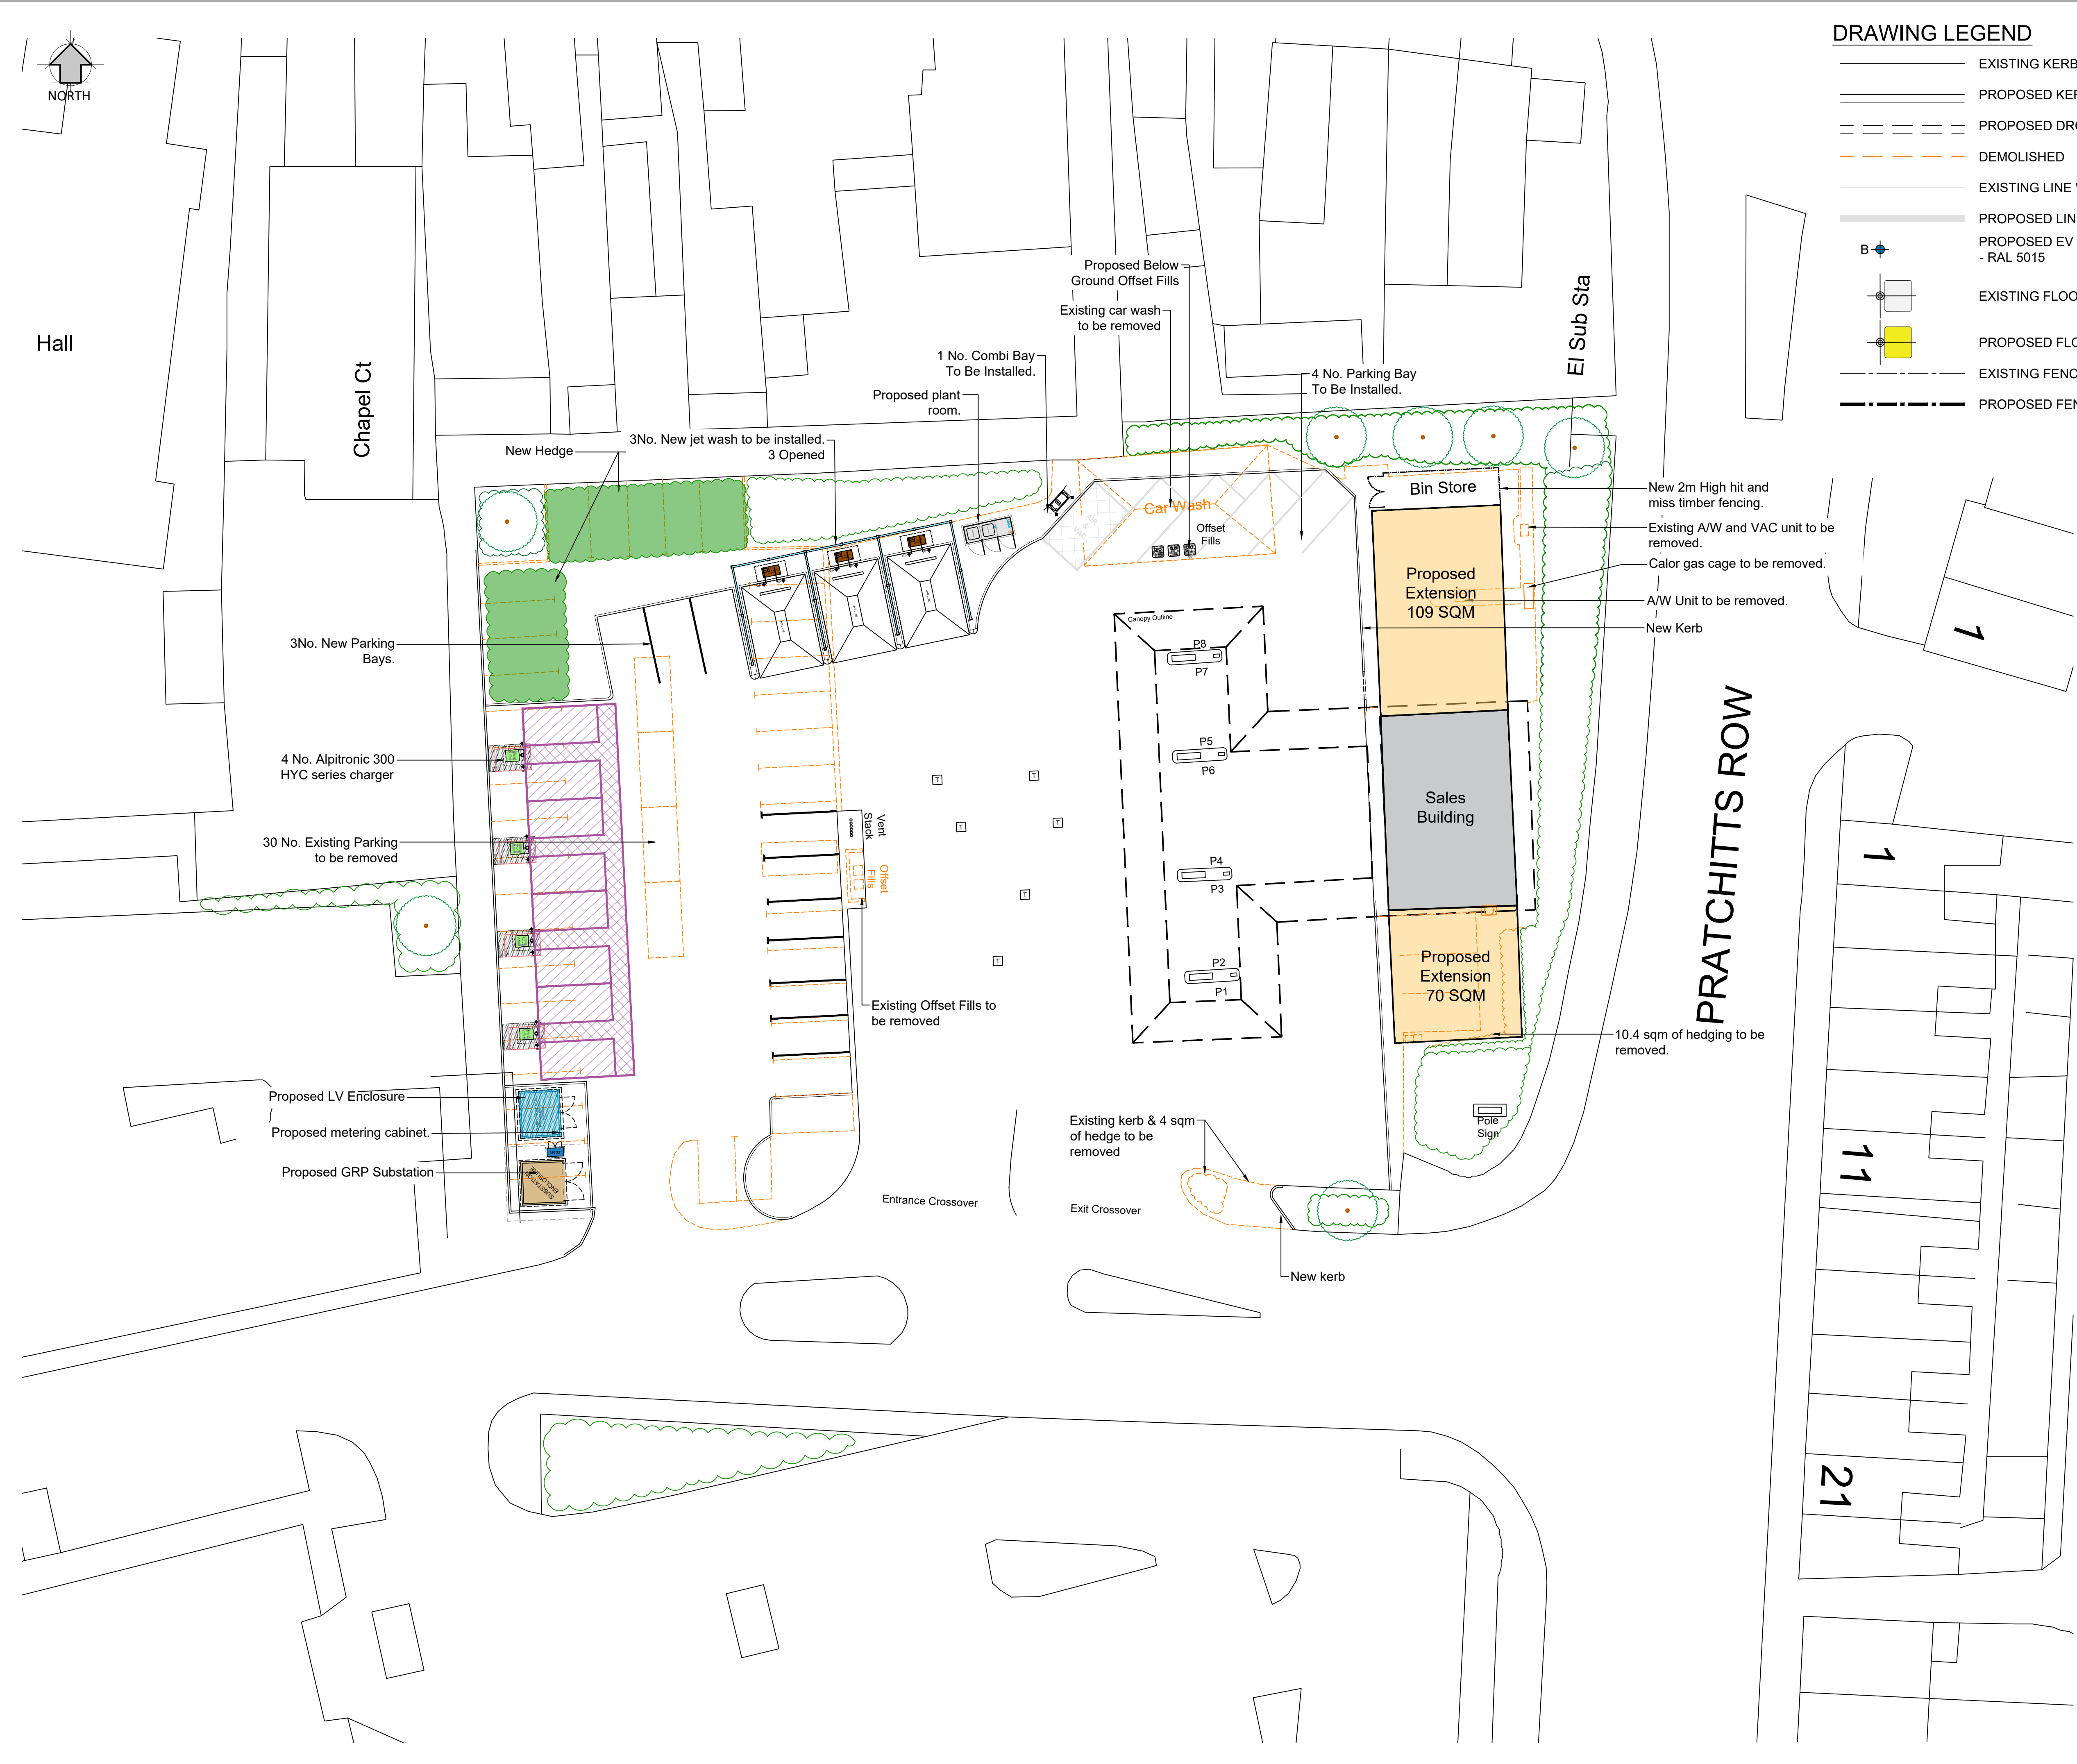 DRAWING LEGEND
EXISTING KERB
PROPOSED KER
PROPOSED DRO
DEMOLISHED
EXISTING LINE
PROPOSED LIN
B
PROPOSED EV
- RAL 5015
EXISTING FLOO
PROPOSED FLO
EXISTING FENC
PROPOSED FEN
NORTH
Hall
Chapel Ct
El Sub Sta
Proposed Below
Ground Offset Fills
Existing car wash
to be removed
1 No. Combi Bay
To Be Installed.
4 No. Parking Bay
To Be Installed.
Proposed plant
room.
3No. New jet wash to be installed.
3 Opened
New Hedge
Car Wash
Offset
Fills
Bin Store
New 2m High hit and
miss timber fencing.
Existing A/W and VAC unit to be
removed.
Calor gas cage to be removed.
A/W Unit to be removed.
New Kerb
Proposed
Extension
109 SQM
Canopy Outline
P8
P7
P5
P6
P4
P3
P2
P1
3No. New Parking
Bays.
4 No. Alpitronic 300
HYC series charger
30 No. Existing Parking
to be removed
Vent
Stack
Offset
Fills
T
T
T
T
T
T
Sales
Building
Proposed
Extension
70 SQM
PRATCHITTS ROW
Existing Offset Fills to
be removed
10.4 sqm of hedging to be
removed.
Proposed LV Enclosure
Proposed metering cabinet.
Proposed GRP Substation
SUBSTATION
ENCLOSURE
Existing kerb & 4 sqm
of hedge to be
removed
Pole
Sign
Entrance Crossover
Exit Crossover
New kerb
1
1
11
21